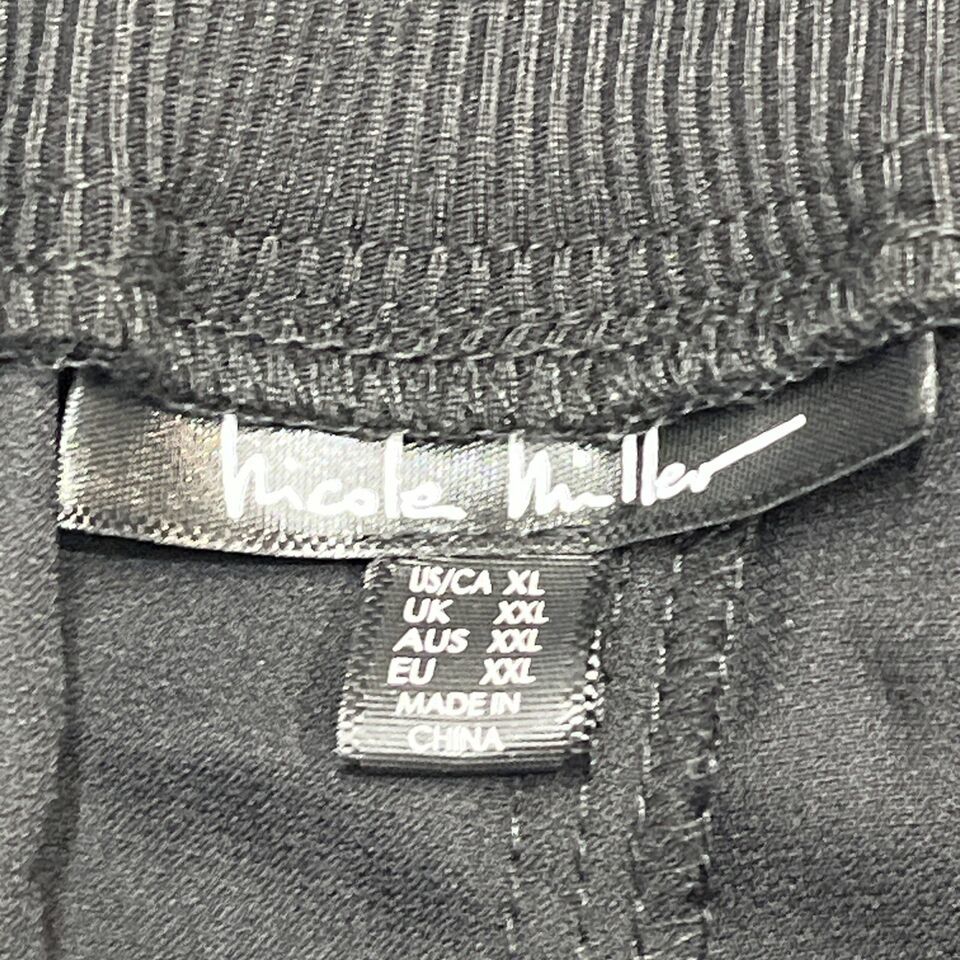 Nicole Miller
US/CA XL
UK XXL
AUS XXL
EU XXL
MADE IN
CHINA